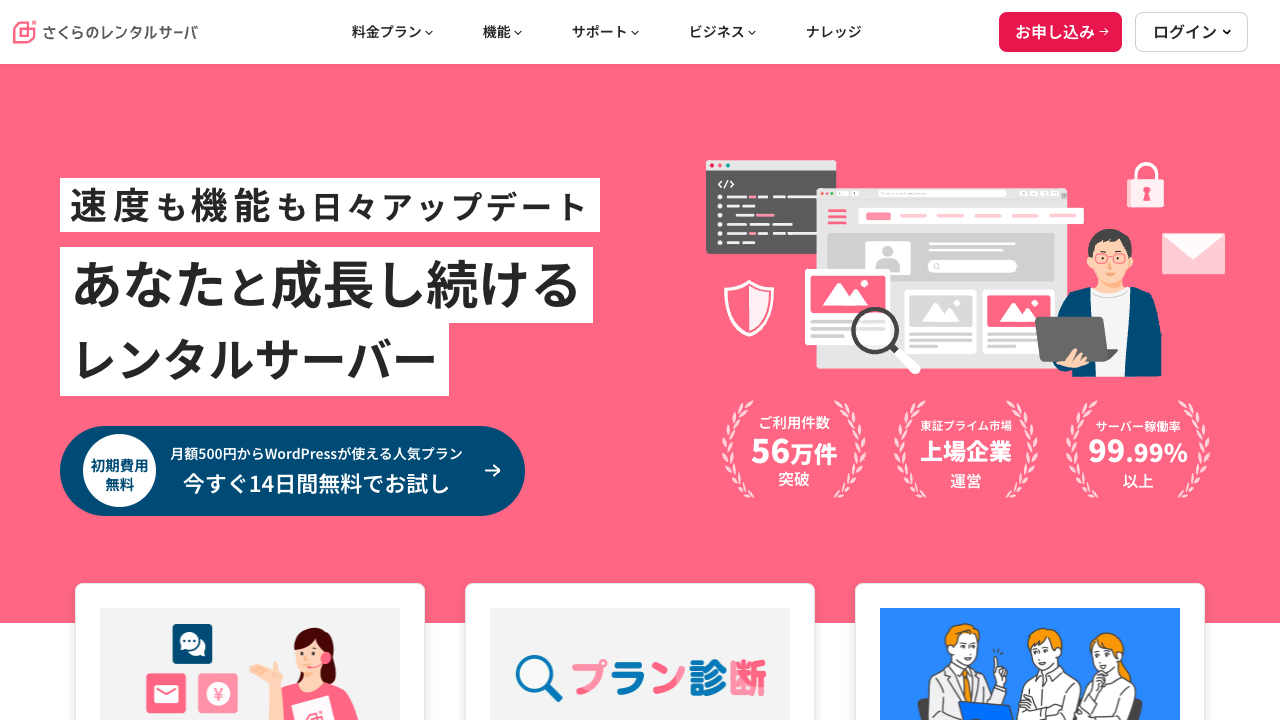 さくらのレンタルサーバ
料金プラン
機能
サポート
ビジネス
ナレッジ
お申し込み
ログイン
速度も機能も日々アップデート
あなたと成長し続ける
レンタルサーバー
初期費用
無料
月額500円からWordPressが使える人気プラン
今すぐ14日間無料でお試し
</>
ご利用件数
56万件
突破
東証プライム市場
上場企業
運営
サーバー稼働率
99.99%
以上
¥
プラン診断